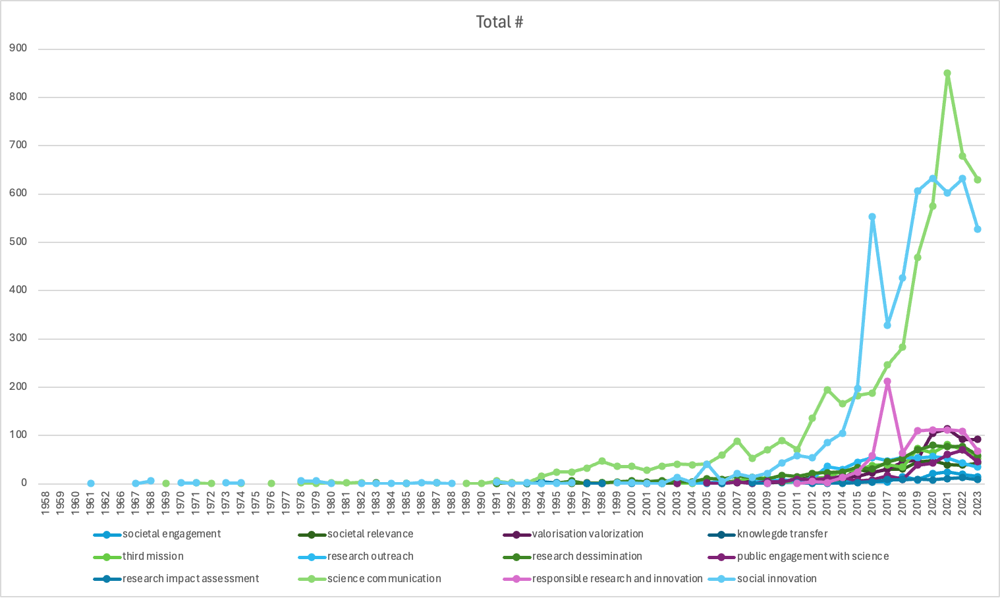 Total #
900
800
700
600
500
400
300
200
100
0
1958 1959 1960 1961 1962 1966 1967 1968 1969 1970 1971 1972 1973 1974 1975 1976 1977 1978 1979 1980 1981 1982 1983 1984 1985 1986 1987 1988 1989 1990 1991 1992 1993 1994 1995 1996 1997 1998 1999 2000 2001 2002 2003 2004 2005 2006 2007 2008 2009 2010 2011 2012 2013 2014 2015 2016 2017 2018 2019 2020 2021 2022 2023
societal engagement societal relevance valorisation valorization knowlegde transfer
third mission research outreach research dessimination public engagement with science
research impact assessment science communication responsible research and innovation social innovation